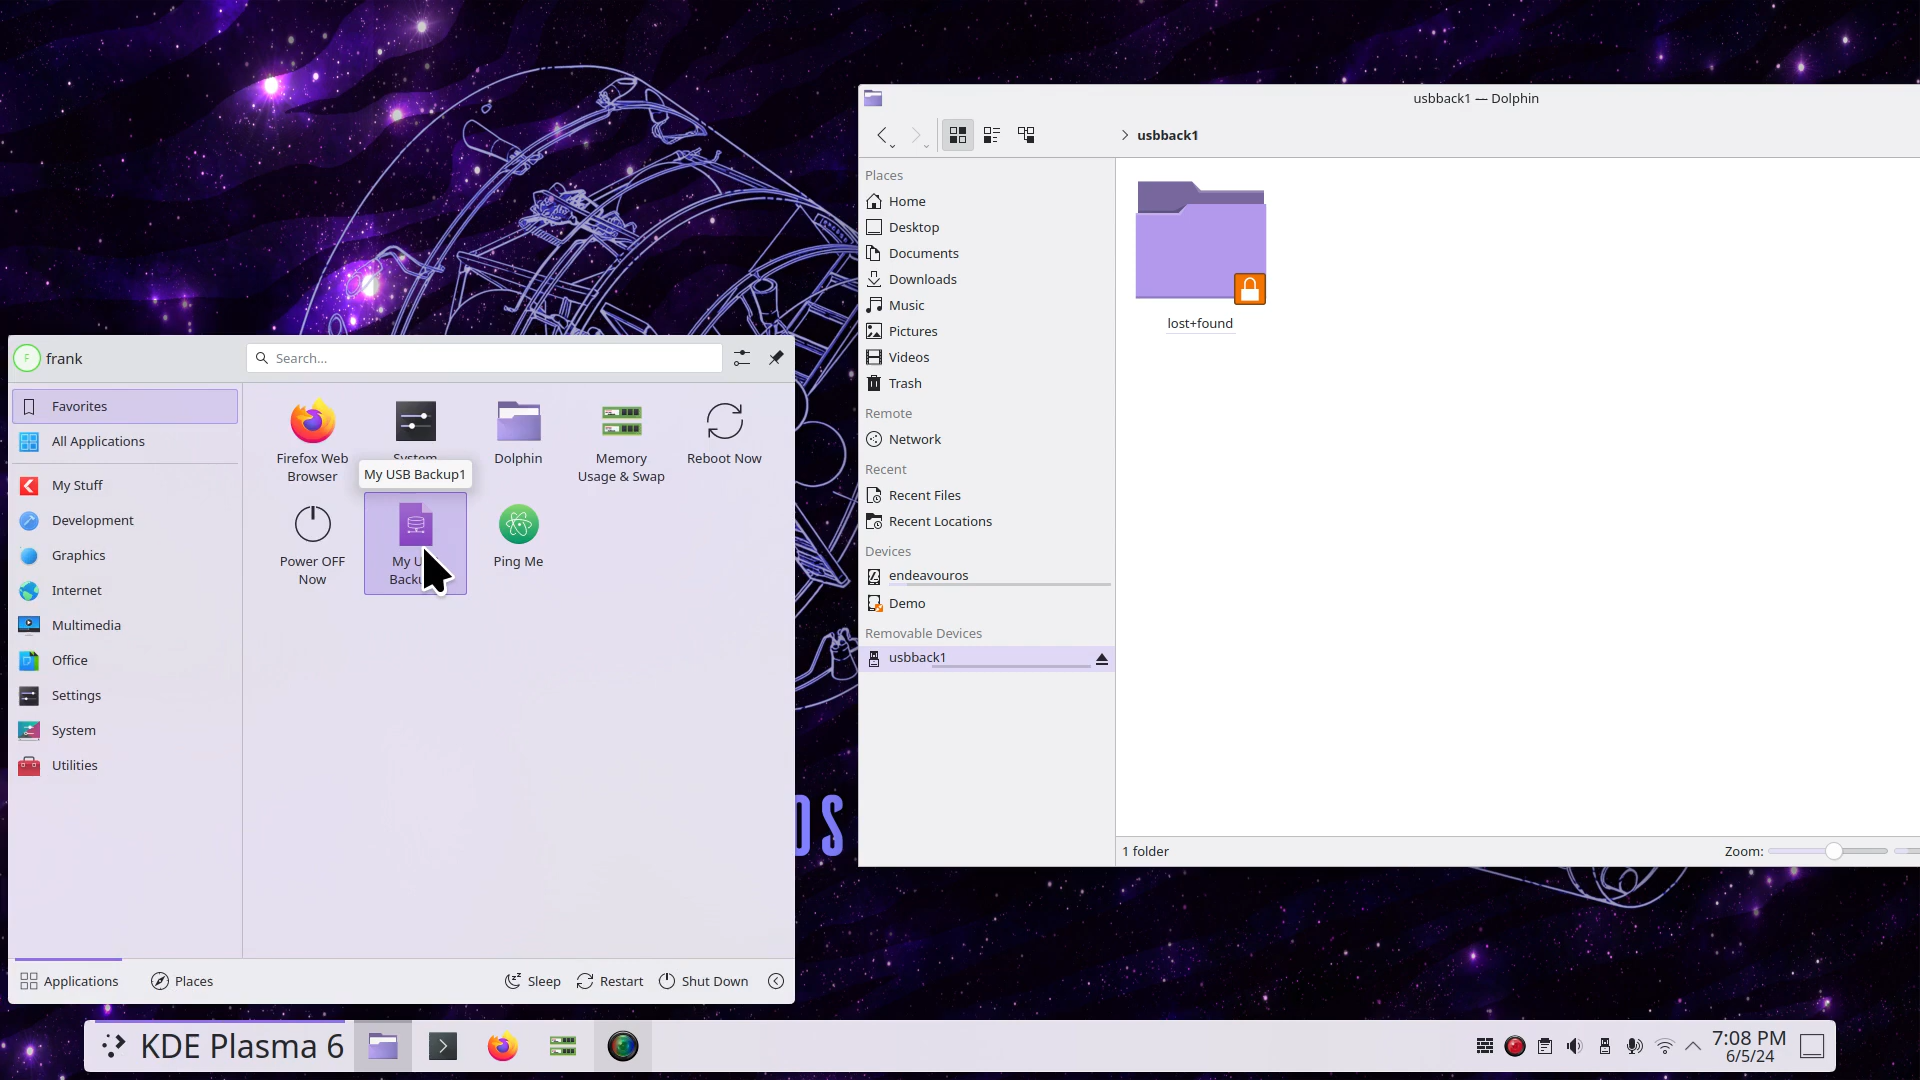 usbback1 — Dolphin
usbback1
Places
Home
Desktop
Documents
Downloads
Music
Pictures
Videos
Trash
Remote
Network
Recent
Recent Files
Recent Locations
Devices
endeavouros
Demo
Removable Devices
usbback1
lost+found
1 folder
Zoom:
F
frank
Search...
Favorites
All Applications
My Stuff
Development
Graphics
Internet
Multimedia
Office
Settings
System
Utilities
Firefox Web
Browser
System
Dolphin
Memory
Usage & Swap
Reboot Now
My USB Backup1
Power OFF
Now
My
Ping Me
Applications
Places
Sleep
Restart
Shut Down
OS
KDE Plasma 6
7:08 PM
6/5/24